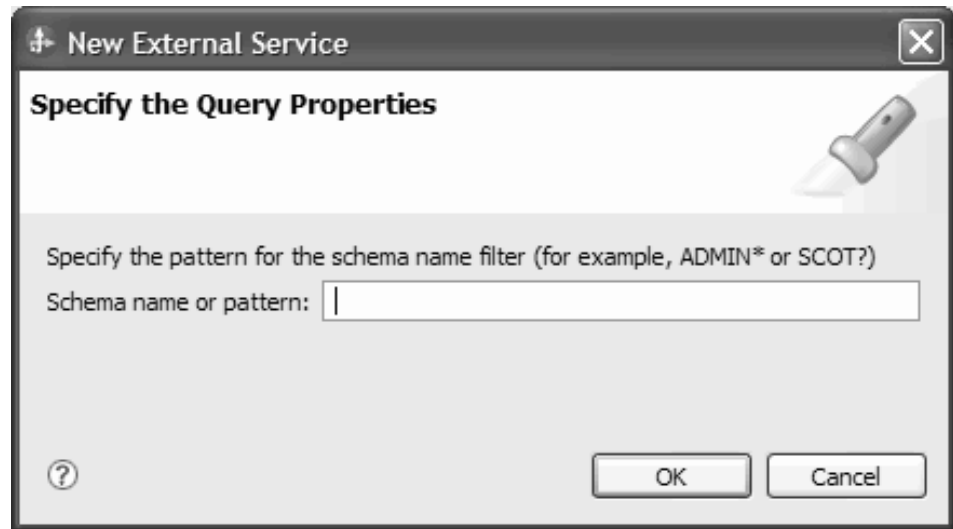 New External Service
Specify the Query Properties
Specify the pattern for the schema name filter (for example, ADMIN* or SCOT?)
Schema name or pattern:
?
OK Cancel